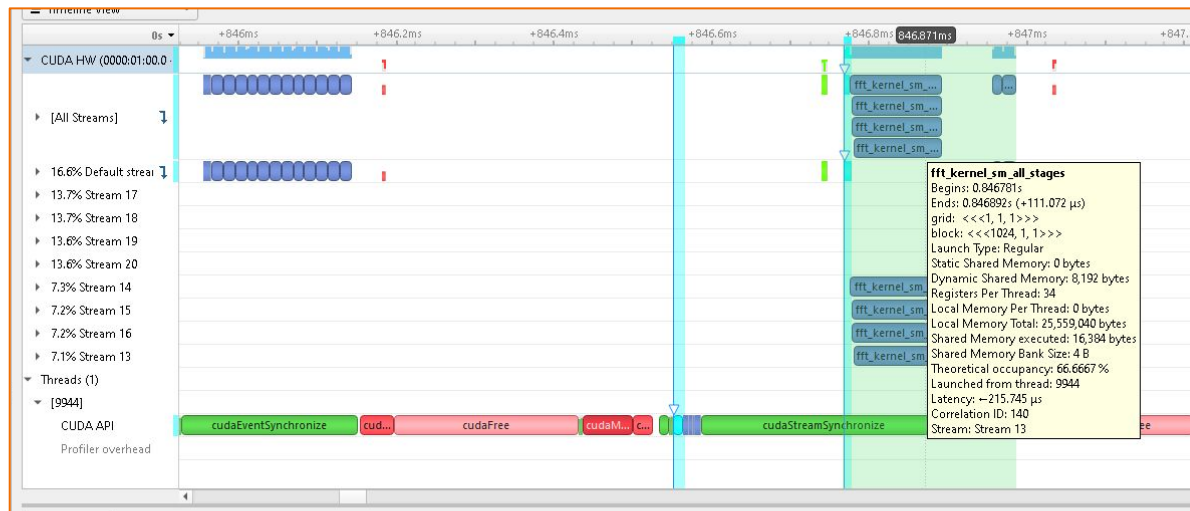 Timeline View
0s
+846ms
+846.2ms
+846.4ms
+846.6ms
+846.8ms
846.871ms
+847ms
+847.
CUDA HW (0000:01:00.0
[All Streams]
fft_kernel_sm_...
...
fft_kernel_sm_...
fft_kernel_sm_...
fft_kernel_sm_...
16.6% Default strea
13.7% Stream 17
13.7% Stream 18
13.6% Stream 19
13.6% Stream 20
7.3% Stream 14
fft_kernel_sm_
7.2% Stream 15
fft_kernel_sm_
7.2% Stream 16
fft_kernel_sm_
7.1% Stream 13
fft_kernel_sm_
Threads (1)
[9944]
CUDA API
cudaEventSynchronize
cud...
cudaFree
cudaM...
c...
cudaStreamSynchronize
ee
Profiler overhead
fft_kernel_sm_all_stages
Begins: 0.846781s
Ends: 0.846892s (+111.072 μs)
grid: <<<1, 1, 1>>>
block: <<<1024, 1, 1>>>
Launch Type: Regular
Static Shared Memory: 0 bytes
Dynamic Shared Memory: 8,192 bytes
Registers Per Thread: 34
Local Memory Per Thread: 0 bytes
Local Memory Total: 25,559,040 bytes
Shared Memory executed: 16,384 bytes
Shared Memory Bank Size: 4 B
Theoretical occupancy: 66.6667 %
Launched from thread: 9944
Latency: ←215.745 μs
Correlation ID: 140
Stream: Stream 13